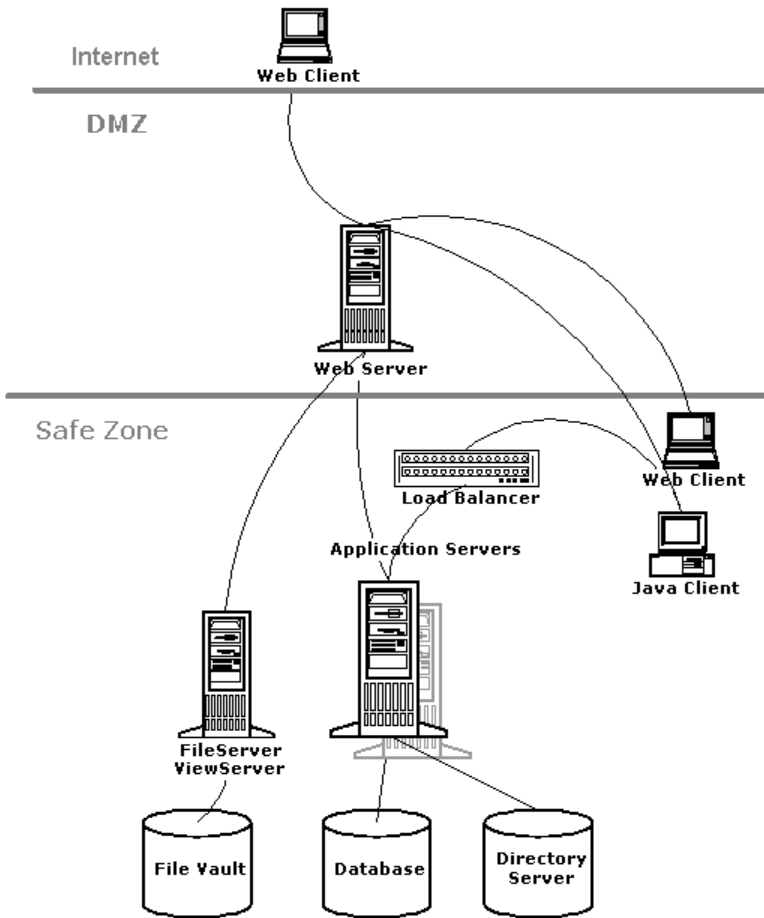 Internet
Web Client
DMZ
Web Server
Safe Zone
Load Balancer
Web Client
Application Servers
Java Client
FileServer
ViewServer
File Vault
Database
Directory
Server